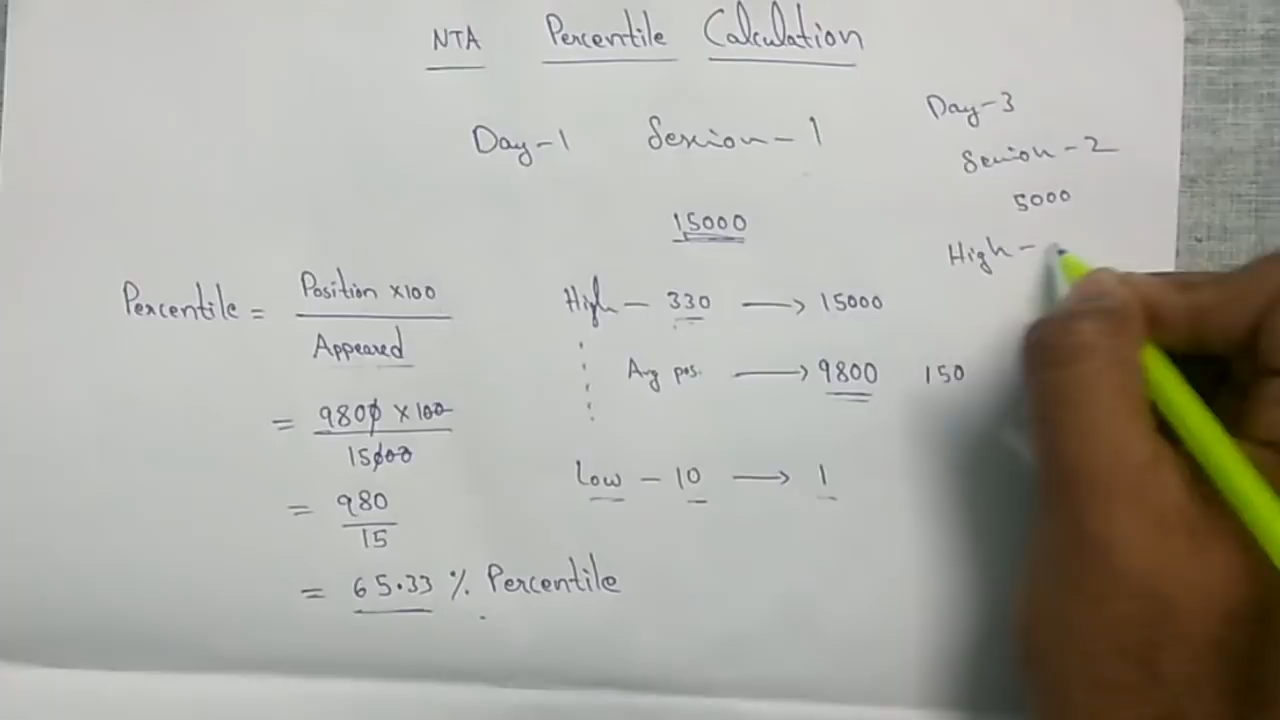 NTA Percentile Calculation
Day-1 Session-1
15000
Percentile = Position x100 / Appeared
= 9800 x 100 / 15000
= 980 / 15
= 65.33 % Percentile
High - 330 → 15000
Avg pos. → 9800 150
Low - 10 → 1
Day-3
Session-2
5000
High -